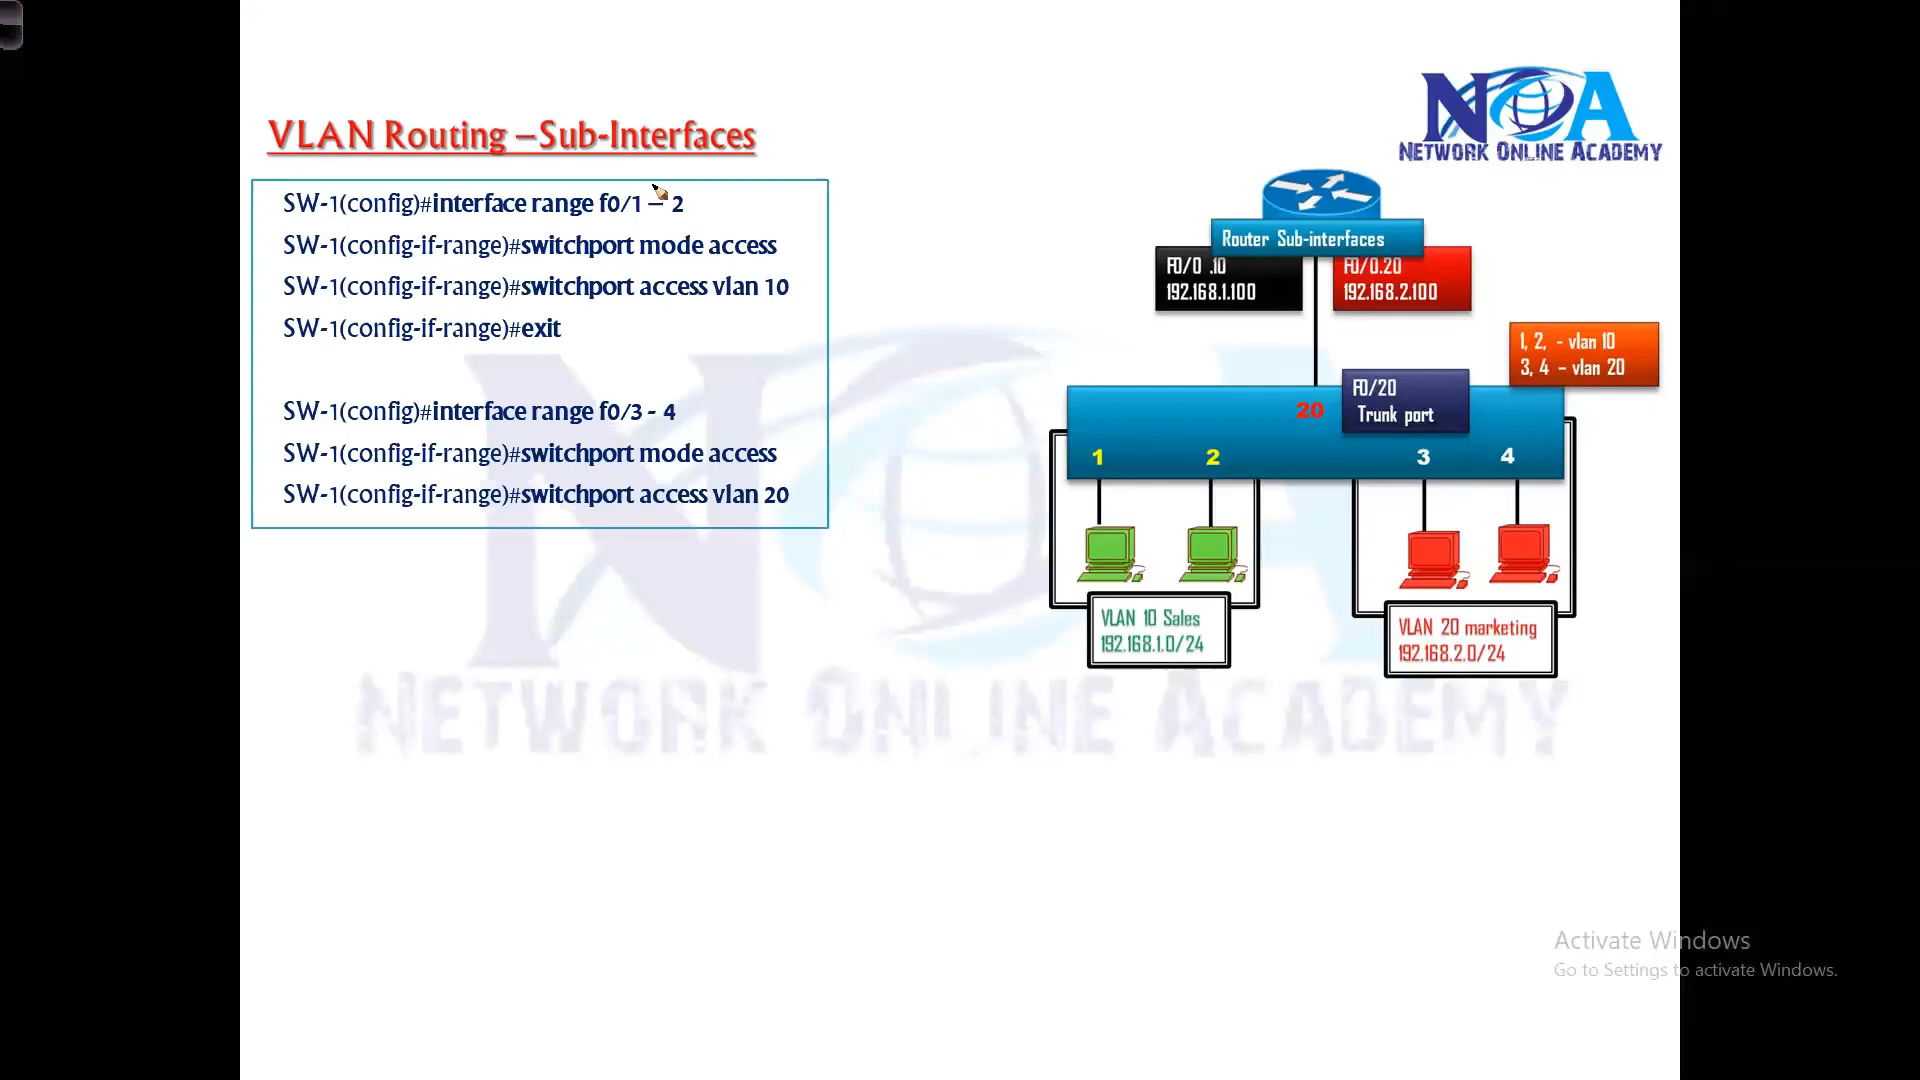 NOA
NETWORK ONLINE ACADEMY
VLAN Routing –Sub-Interfaces
SW-1(config)#interface range f0/1 – 2
SW-1(config-if-range)#switchport mode access
SW-1(config-if-range)#switchport access vlan 10
SW-1(config-if-range)#exit
SW-1(config)#interface range f0/3 - 4
SW-1(config-if-range)#switchport mode access
SW-1(config-if-range)#switchport access vlan 20
Router Sub-interfaces
F0/0 .10
192.168.1.100
F0/0.20
192.168.2.100
1, 2, - vlan 10
3, 4 – vlan 20
20
F0/20
Trunk port
1
2
3
4
VLAN 10 Sales
192.168.1.0/24
VLAN 20 marketing
192.168.2.0/24
NOA
NETWORK ONLINE ACADEMY
Activate Windows
Go to Settings to activate Windows.